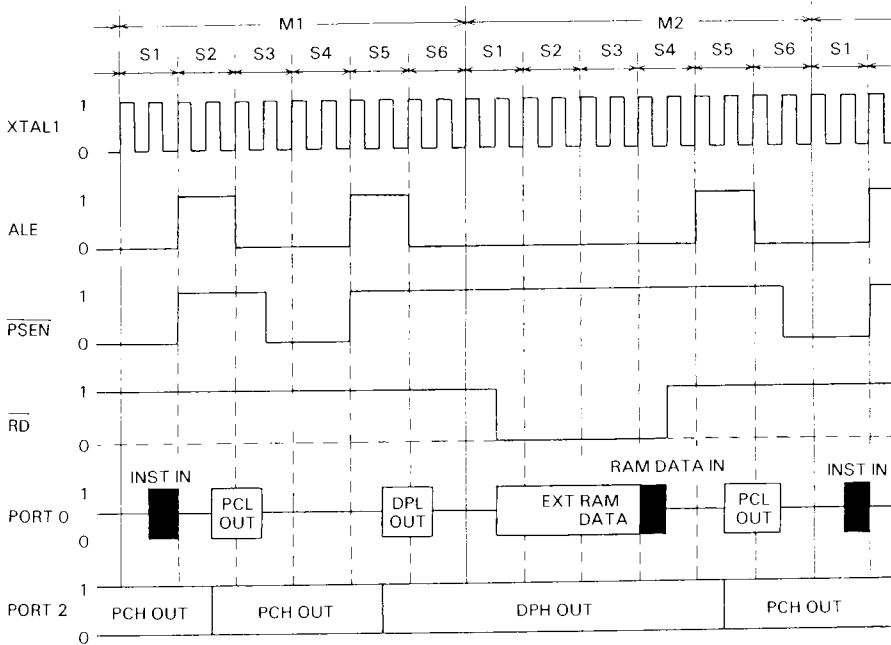 M1 M2
S1 S2 S3 S4 S5 S6 S1 S2 S3 S4 S5 S6 S1
1
XTAL1
0
1
ALE
0
1
PSEN
0
1
RD
0
INST IN RAM DATA IN INST IN
1
PORT 0
0
PCL OUT
DPL OUT
EXT RAM DATA
PCL OUT
1
PORT 2 PCH OUT PCH OUT DPH OUT PCH OUT
0